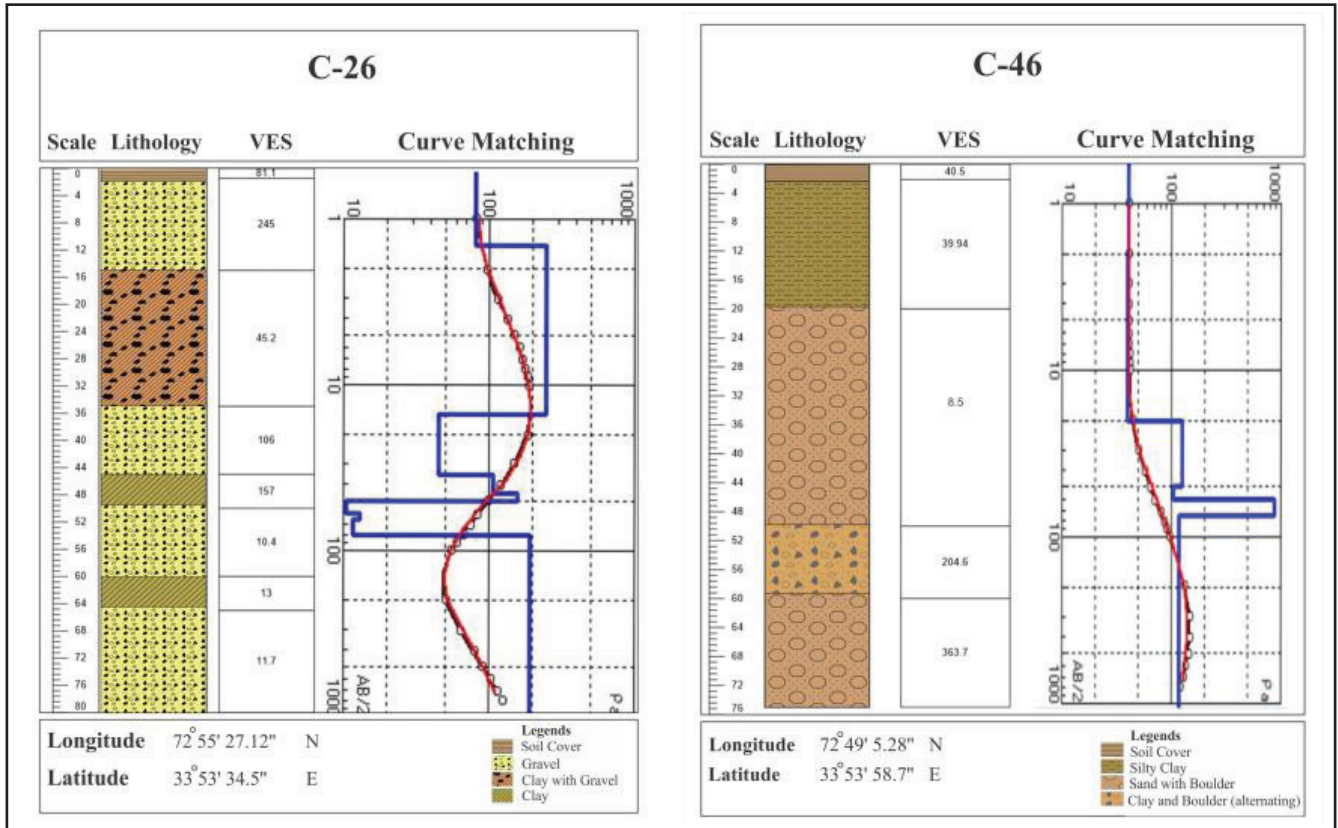 C-26
Scale Lithology VES Curve Matching
0
4
8
12
16
20
24
28
32
36
40
44
48
52
56
60
64
68
72
76
80
81.1
245
45.2
106
157
10.4
13
11.7
10 100 1000
1
10
100
1000
AB/2
ρa
Longitude 72°55' 27.12" N
Latitude 33°53' 34.5" E
Legends
Soil Cover
Gravel
Clay with Gravel
Clay
C-46
Scale Lithology VES Curve Matching
0
4
8
12
16
20
24
28
32
36
40
44
48
52
56
60
64
68
72
76
40.5
39.94
8.5
204.6
363.7
10 100 1000
1
10
100
1000
AB/2
ρa
Longitude 72°49' 5.28" N
Latitude 33°53' 58.7" E
Legends
Soil Cover
Silty Clay
Sand with Boulder
Clay and Boulder (alternating)